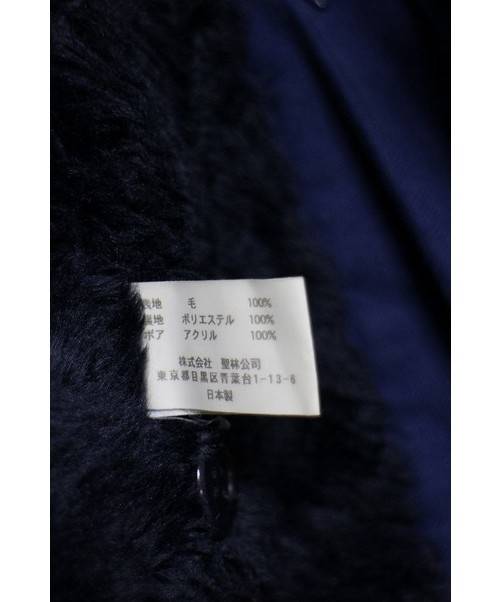 表地 毛 100%
裏地 ポリエステル 100%
ボア アクリル 100%
株式会社 聖林公司
東京都目黒区青葉台1-13-6
日本製